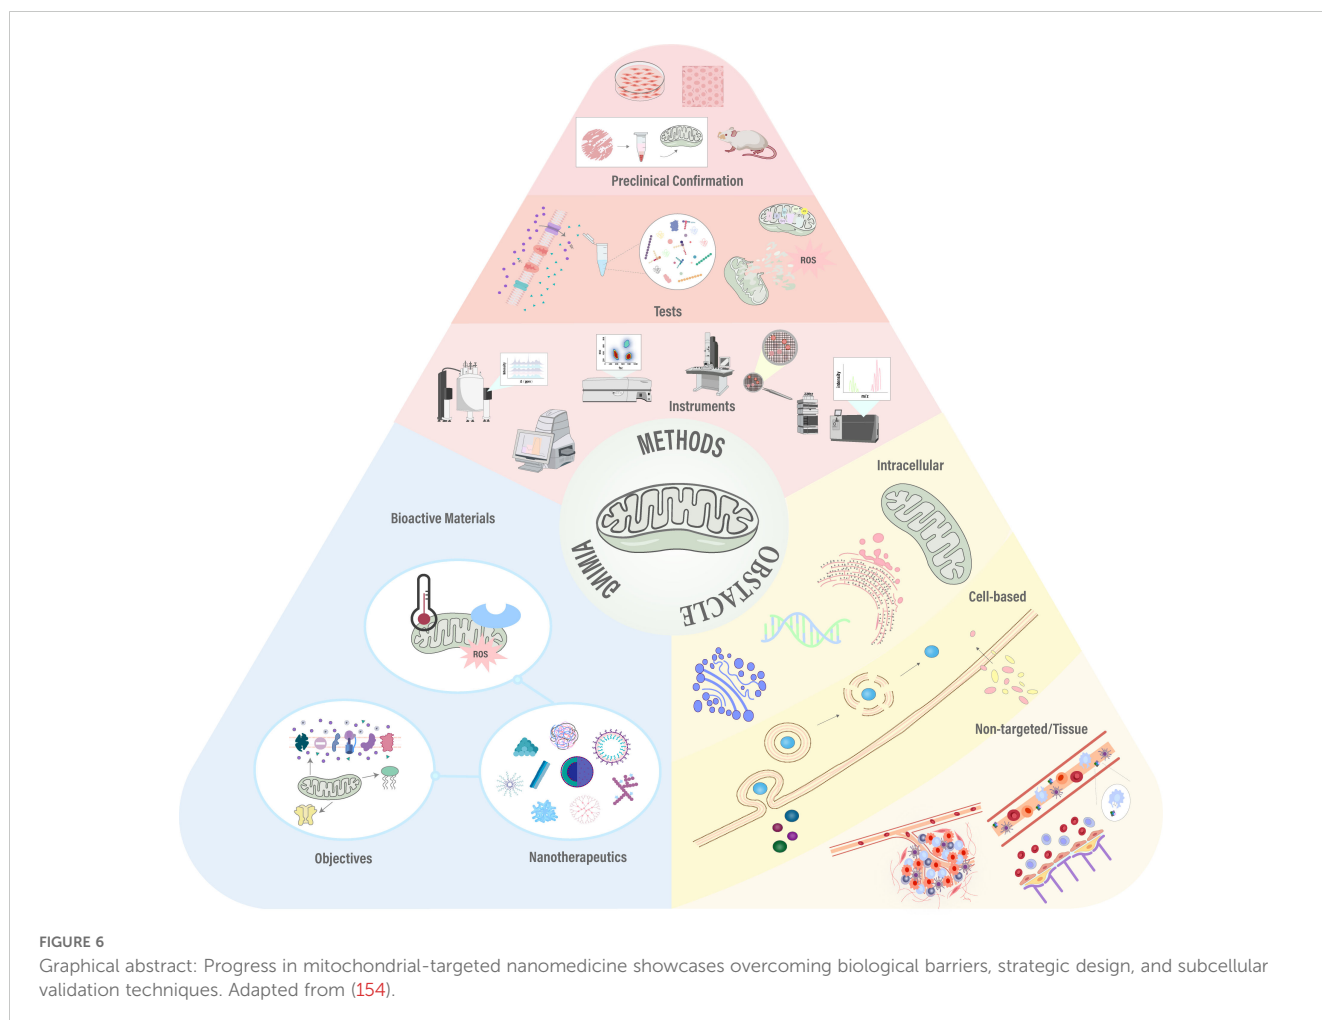 Preclinical Confirmation
ROS
Tests
Intensity
m/z
Instruments
METHODS
AIMING
OBSTACLE
Intracellular
Bioactive Materials
ROS
Cell-based
Non-targeted/Tissue
Objectives
Nanotherapeutics
FIGURE 6
Graphical abstract: Progress in mitochondrial-targeted nanomedicine showcases overcoming biological barriers, strategic design, and subcellular
validation techniques. Adapted from (154).